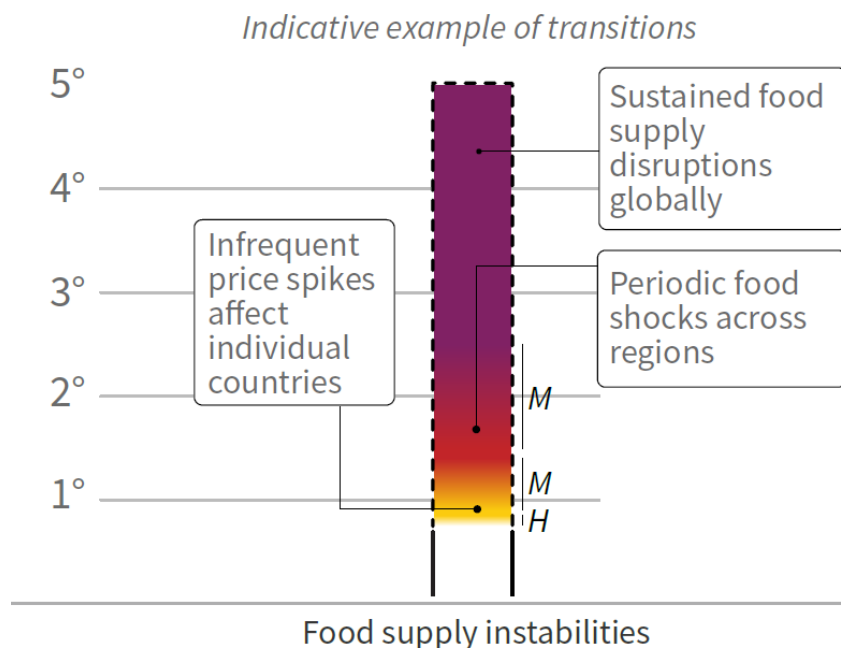 Indicative example of transitions
5°
Sustained food
supply
disruptions
globally
4°
Infrequent
price spikes
affect
individual
countries
3°
Periodic food
shocks across
regions
2°
M
1°
M
H
Food supply instabilities